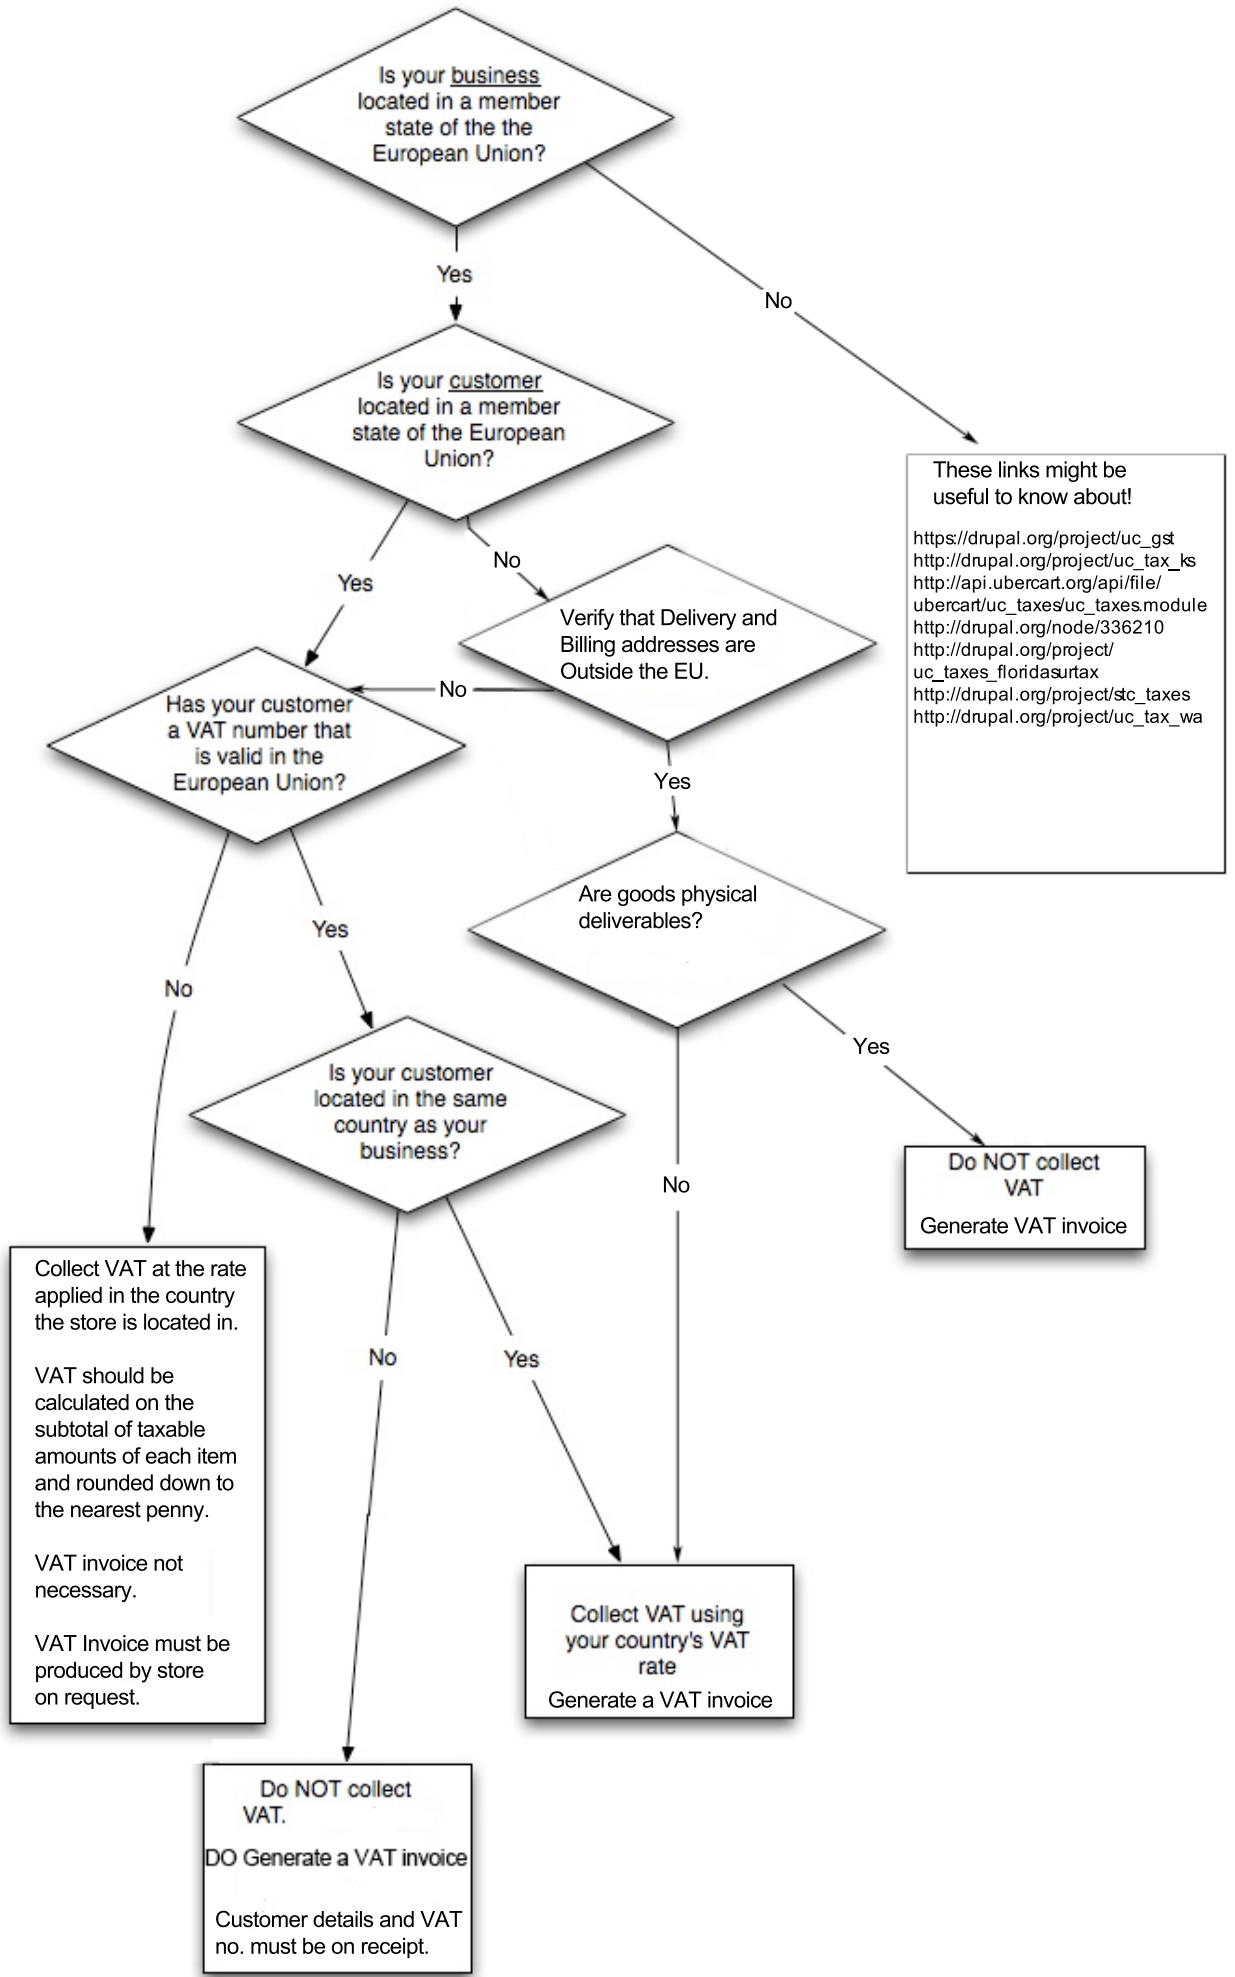 Is your business
located in a member
state of the the
European Union?
Yes
No
Is your customer
located in a member
state of the European
Union?
These links might be
useful to know about!
https://drupal.org/project/uc_gst
http://drupal.org/project/uc_tax_ks
http://api.ubercart.org/api/file/
ubercart/uc_taxes/uc_taxes.module
http://drupal.org/node/336210
http://drupal.org/project/
uc_taxes_floridasurtax
http://drupal.org/project/stc_taxes
http://drupal.org/project/uc_tax_wa
Yes
No
Verify that Delivery and
Billing addresses are
Outside the EU.
No
Yes
Has your customer
a VAT number that
is valid in the
European Union?
Are goods physical
deliverables?
No
Yes
Yes
No
Is your customer
located in the same
country as your
business?
Do NOT collect
VAT
Generate VAT invoice
Collect VAT at the rate
applied in the country
the store is located in.
VAT should be
calculated on the
subtotal of taxable
amounts of each item
and rounded down to
the nearest penny.
VAT invoice not
necessary.
VAT Invoice must be
produced by store
on request.
No
Yes
Collect VAT using
your country's VAT
rate
Generate a VAT invoice
Do NOT collect
VAT.
DO Generate a VAT invoice
Customer details and VAT
no. must be on receipt.